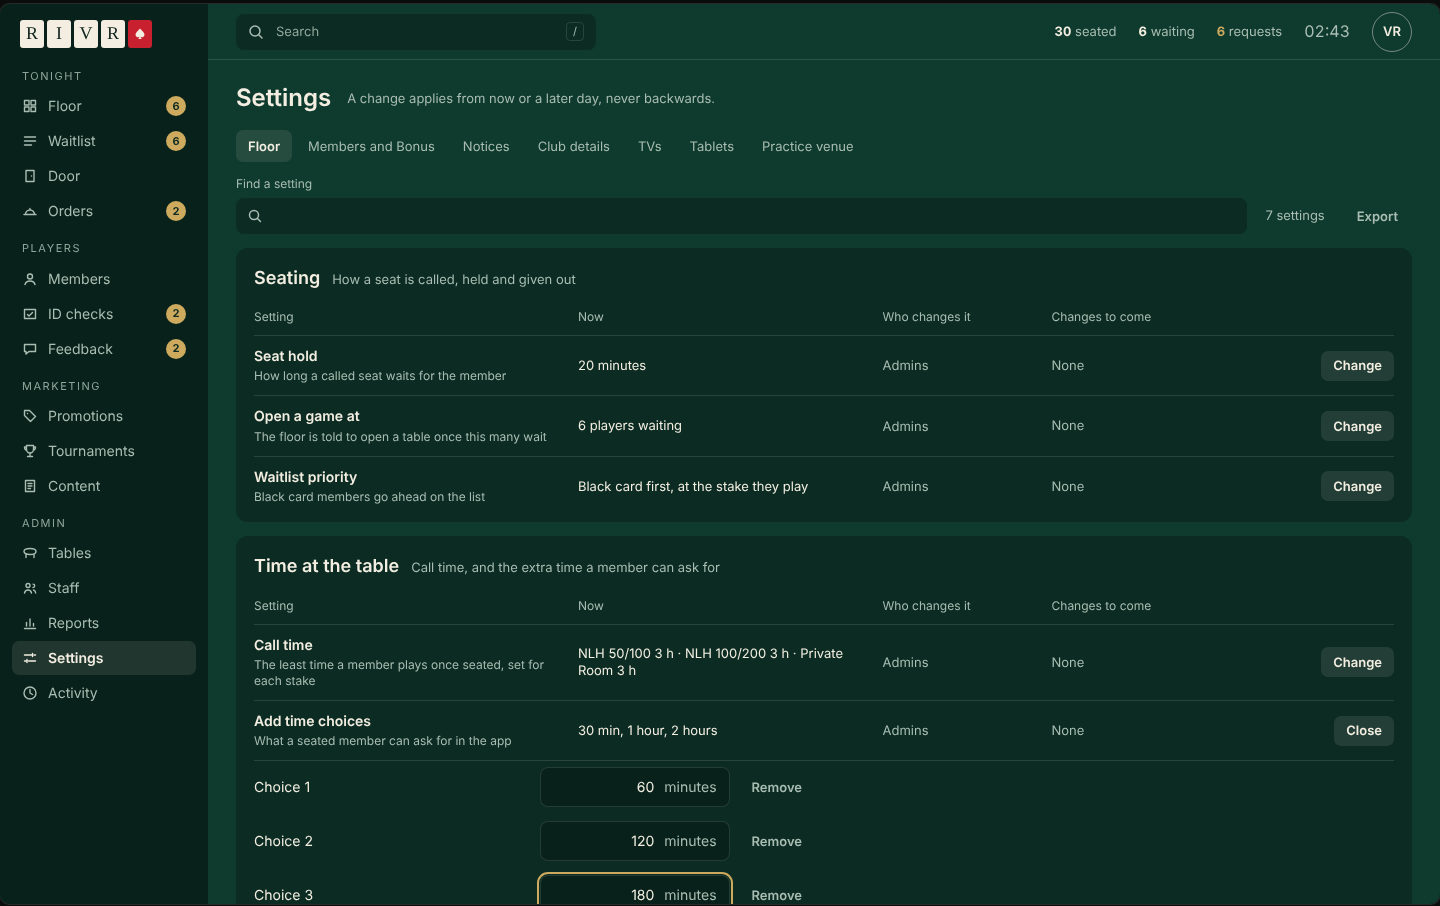 R I V R
Search
/
30 seated
6 waiting
6 requests
02:43
VR
TONIGHT
Floor 6
Waitlist 6
Door
Orders 2
PLAYERS
Members
ID checks 2
Feedback 2
MARKETING
Promotions
Tournaments
Content
ADMIN
Tables
Staff
Reports
Settings
Activity
Settings A change applies from now or a later day, never backwards.
Floor Members and Bonus Notices Club details TVs Tablets Practice venue
Find a setting
7 settings Export
Seating How a seat is called, held and given out
Setting Now Who changes it Changes to come
Seat hold
How long a called seat waits for the member
20 minutes Admins None Change
Open a game at
The floor is told to open a table once this many wait
6 players waiting Admins None Change
Waitlist priority
Black card members go ahead on the list
Black card first, at the stake they play Admins None Change
Time at the table Call time, and the extra time a member can ask for
Setting Now Who changes it Changes to come
Call time
The least time a member plays once seated, set for
each stake
NLH 50/100 3 h · NLH 100/200 3 h · Private
Room 3 h
Admins None Change
Add time choices
What a seated member can ask for in the app
30 min, 1 hour, 2 hours Admins None Close
Choice 1 60 minutes Remove
Choice 2 120 minutes Remove
Choice 3 180 minutes Remove